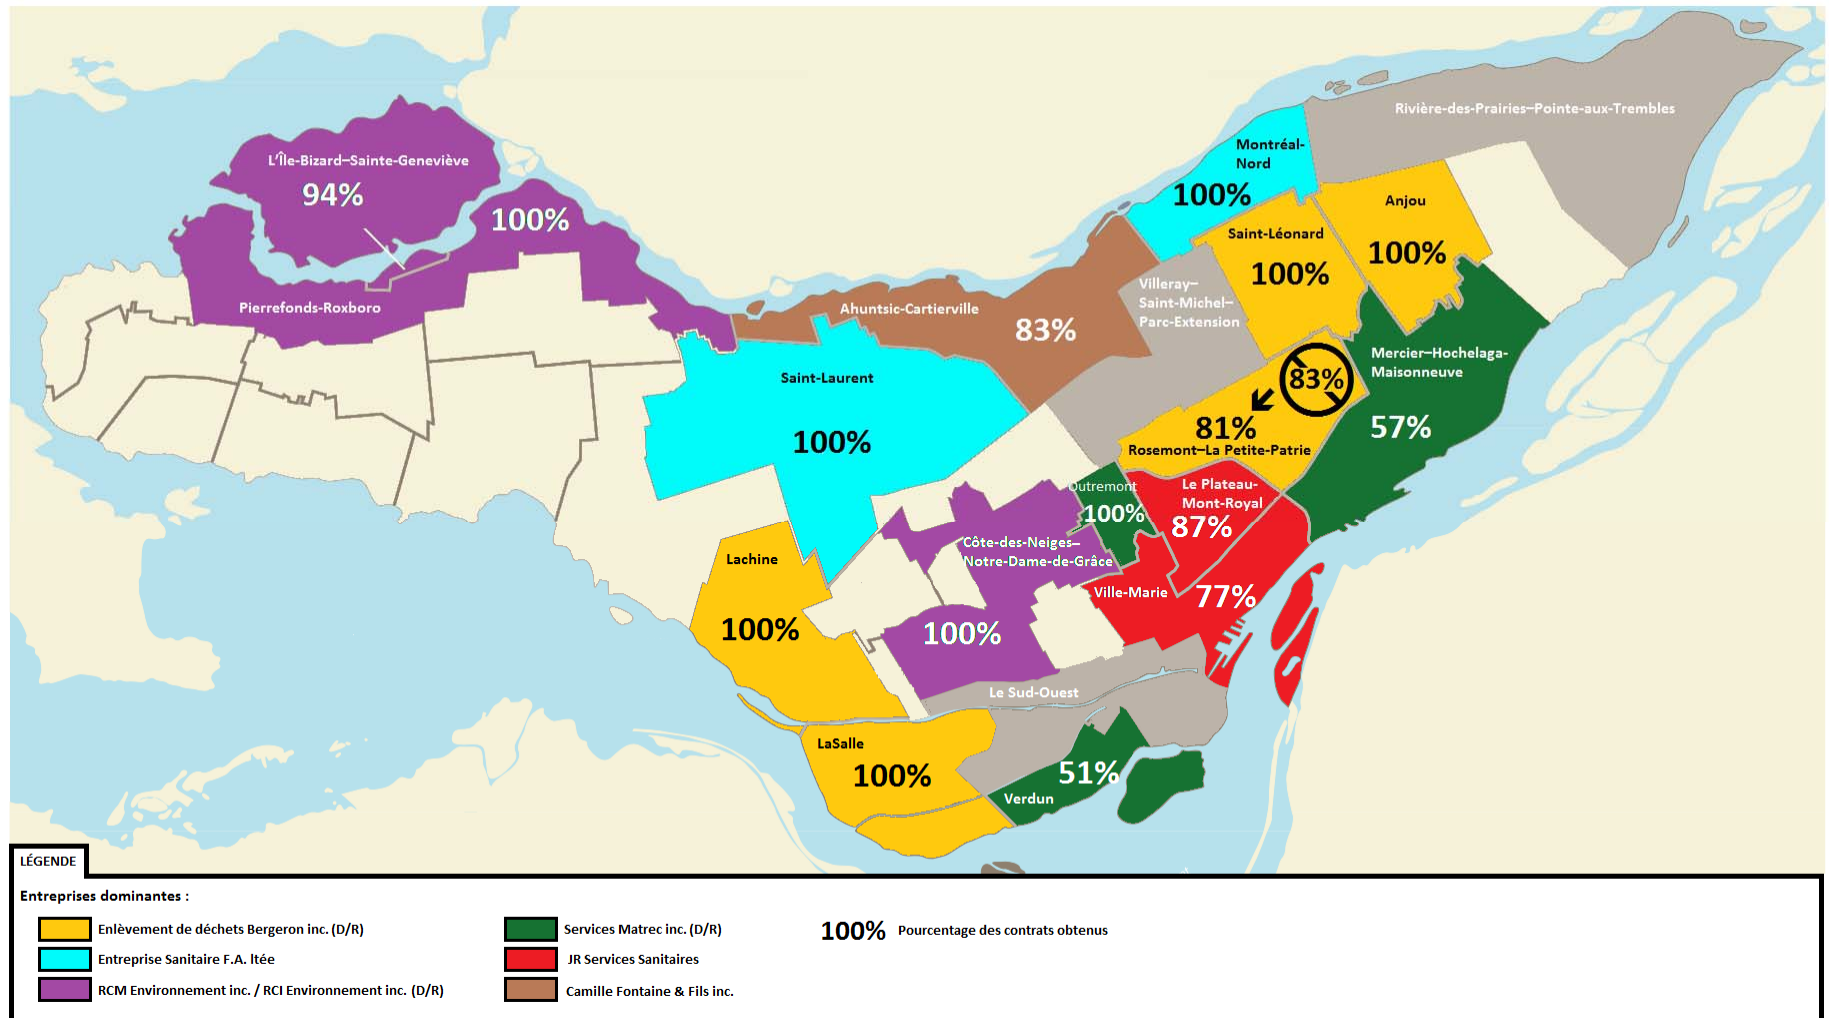 Rivière-des-Prairies–Pointe-aux-Trembles
Montréal-
Nord
100%
L'Île-Bizard–Sainte-Geneviève
94%
100%
Anjou
100%
Saint-Léonard
100%
Pierrefonds-Roxboro
Ahuntsic-Cartierville
83%
Villeray–
Saint-Michel–
Parc-Extension
Mercier–Hochelaga-
Maisonneuve
57%
83%
81%
Rosemont–La Petite-Patrie
Saint-Laurent
100%
Outremont
100%
Le Plateau-
Mont-Royal
87%
Côte-des-Neiges–
Notre-Dame-de-Grâce
100%
Ville-Marie
77%
Lachine
100%
Le Sud-Ouest
LaSalle
100%
51%
Verdun
LÉGENDE
Entreprises dominantes :
Enlèvement de déchets Bergeron inc. (D/R)
Entreprise Sanitaire F.A. ltée
RCM Environnement inc. / RCI Environnement inc. (D/R)
Services Matrec inc. (D/R)
JR Services Sanitaires
Camille Fontaine & Fils inc.
100% Pourcentage des contrats obtenus